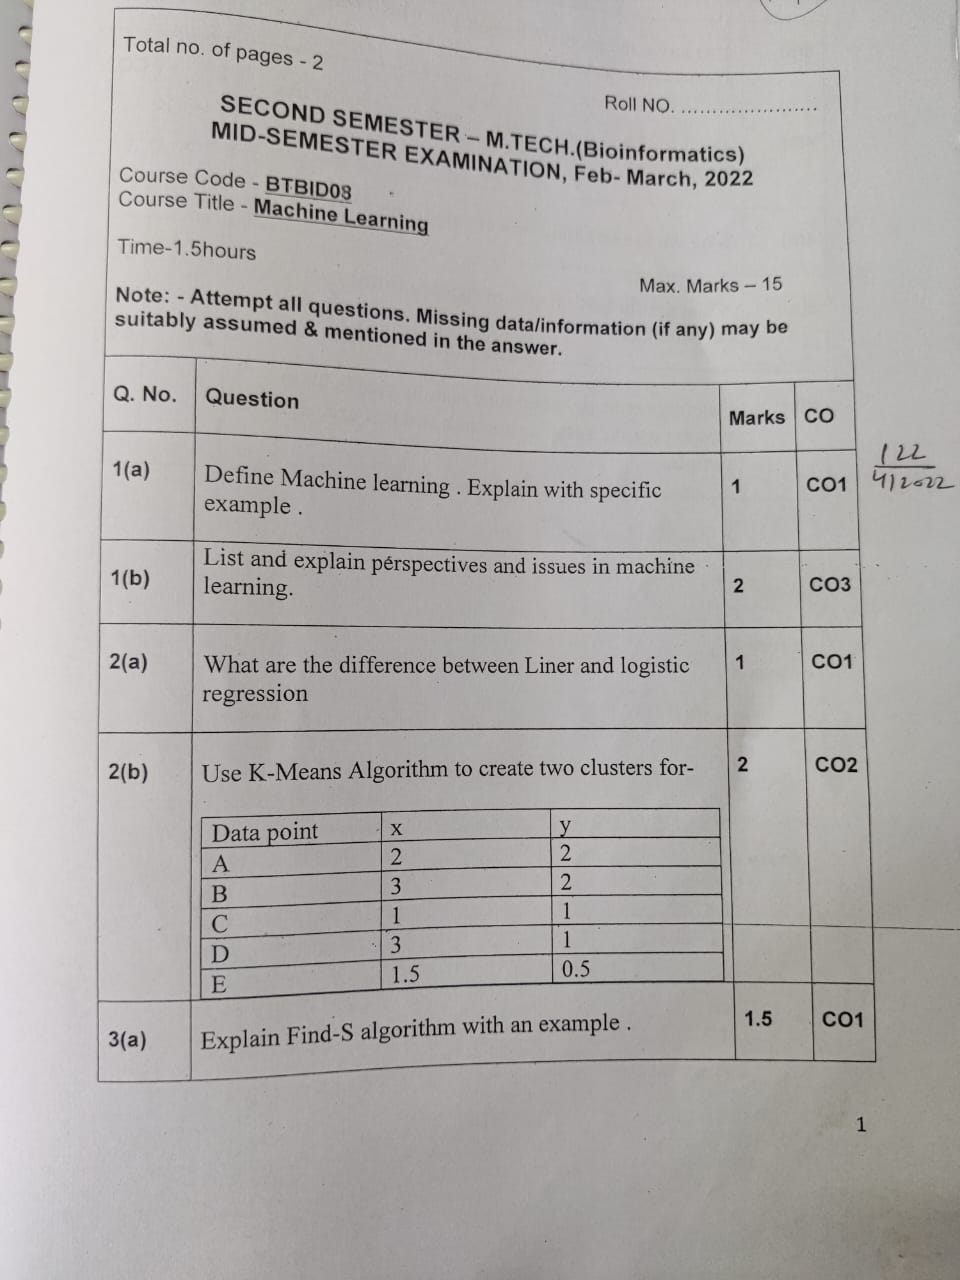 Total no. of pages - 2
Roll NO. ......................
SECOND SEMESTER – M.TECH.(Bioinformatics)
MID-SEMESTER EXAMINATION, Feb- March, 2022
Course Code - BTBID08
Course Title - Machine Learning
Time-1.5hours
Max. Marks – 15
Note: - Attempt all questions. Missing data/information (if any) may be
suitably assumed & mentioned in the answer.
Q. No. Question Marks CO
1(a) Define Machine learning . Explain with specific 1 CO1
example .
122
4/2022
1(b) List and explain perspectives and issues in machine 2 CO3
learning.
2(a) What are the difference between Liner and logistic 1 CO1
regression
2(b) Use K-Means Algorithm to create two clusters for- 2 CO2
Data point x y
A 2 2
B 3 2
C 1 1
D 3 1
E 1.5 0.5
3(a) Explain Find-S algorithm with an example . 1.5 CO1
1